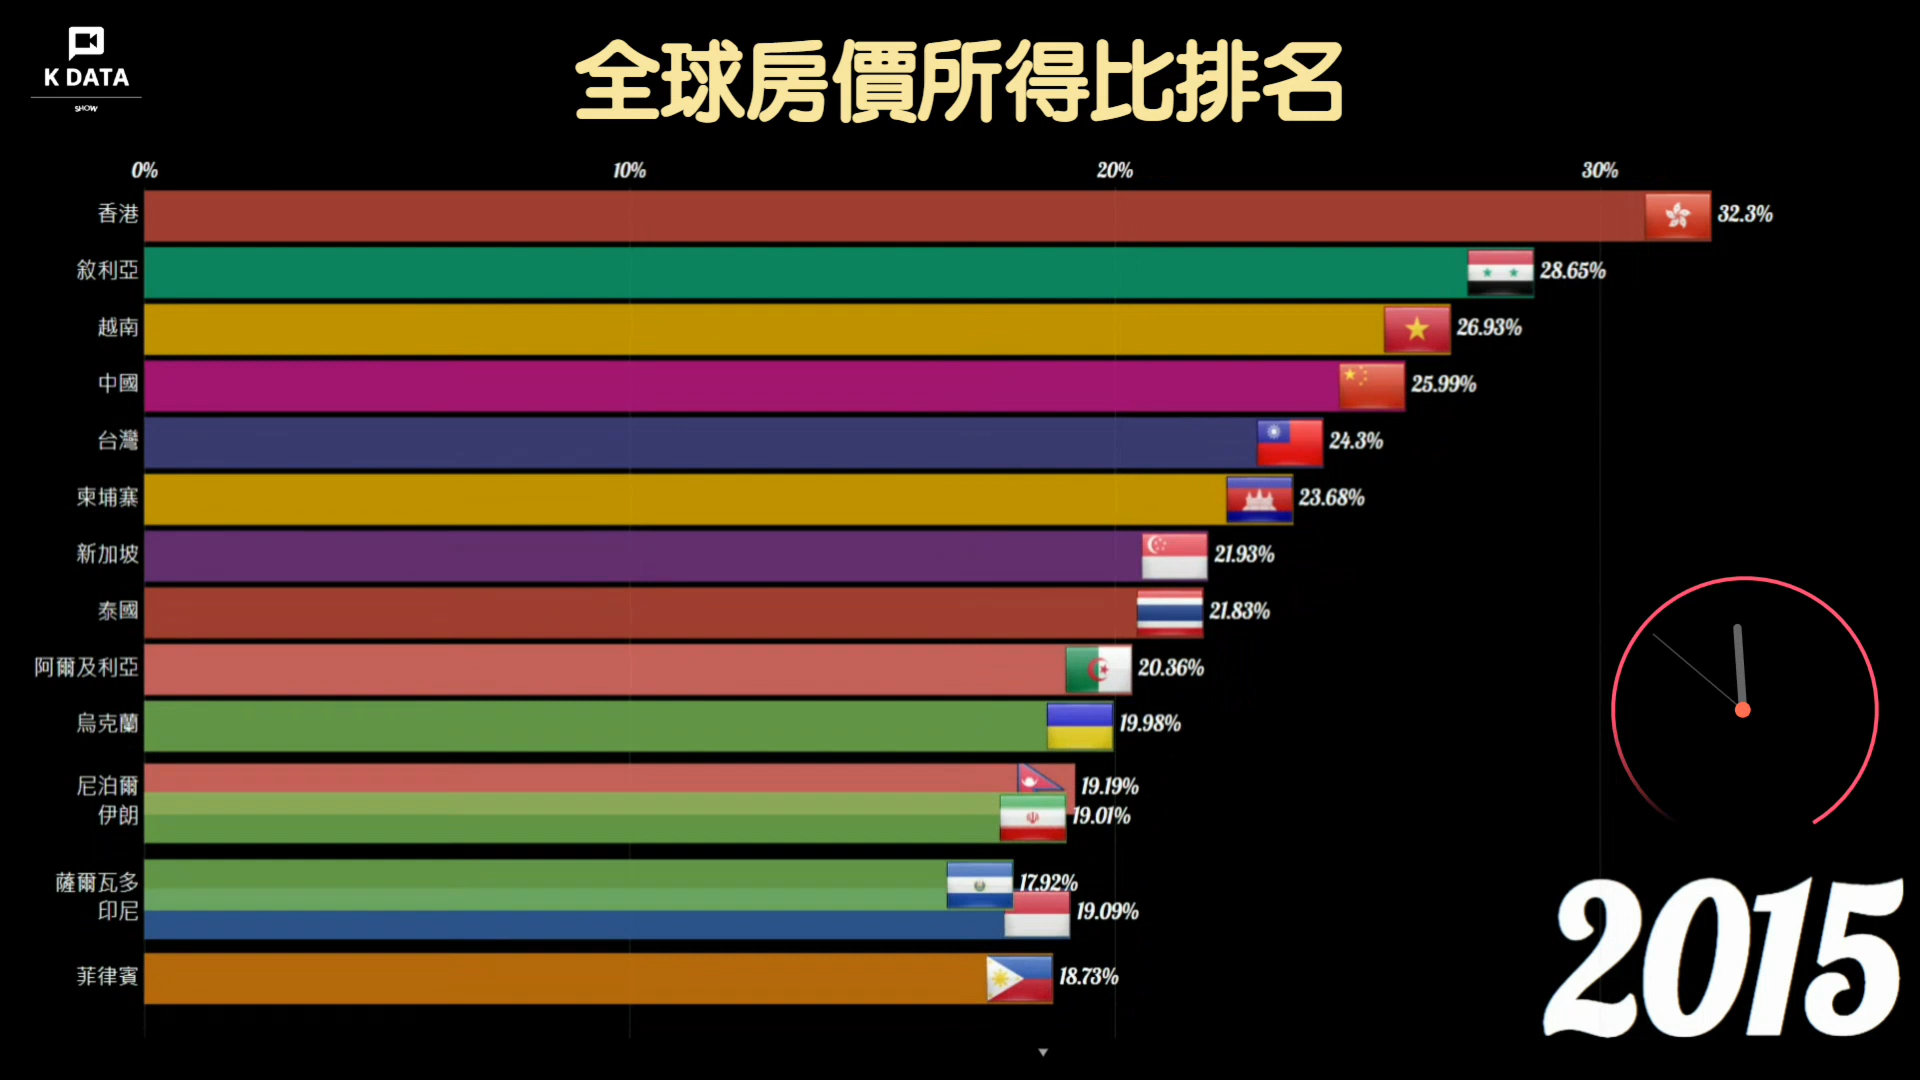 K DATA
SHOW
全球房價所得比排名
0% 10% 20% 30%
香港 32.3%
敘利亞 28.65%
越南 26.93%
中國 25.99%
台灣 24.3%
柬埔寨 23.68%
新加坡 21.93%
泰國 21.83%
阿爾及利亞 20.36%
烏克蘭 19.98%
尼泊爾 19.19%
伊朗 19.01%
薩爾瓦多 17.92%
印尼 19.09%
菲律賓 18.73%
2015